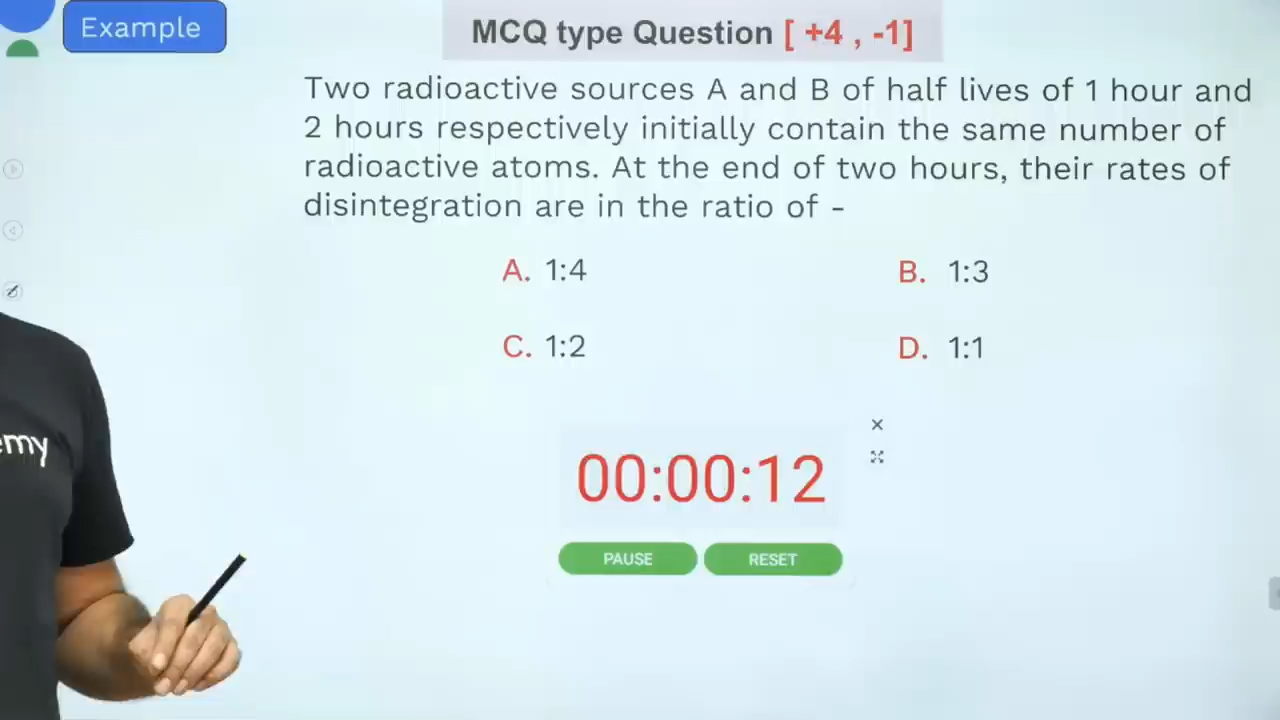 Example
MCQ type Question [ +4 , -1]
Two radioactive sources A and B of half lives of 1 hour and
2 hours respectively initially contain the same number of
radioactive atoms. At the end of two hours, their rates of
disintegration are in the ratio of -
A. 1:4
B. 1:3
C. 1:2
D. 1:1
00:00:12
PAUSE
RESET
emy